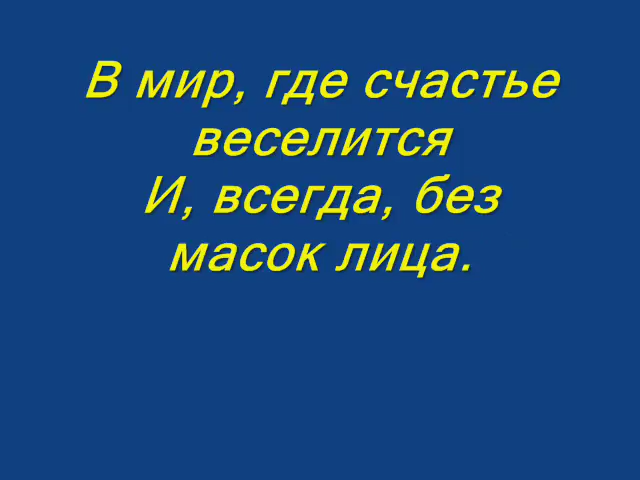 В мир, где счастье
веселится
И, всегда, без
масок лица.